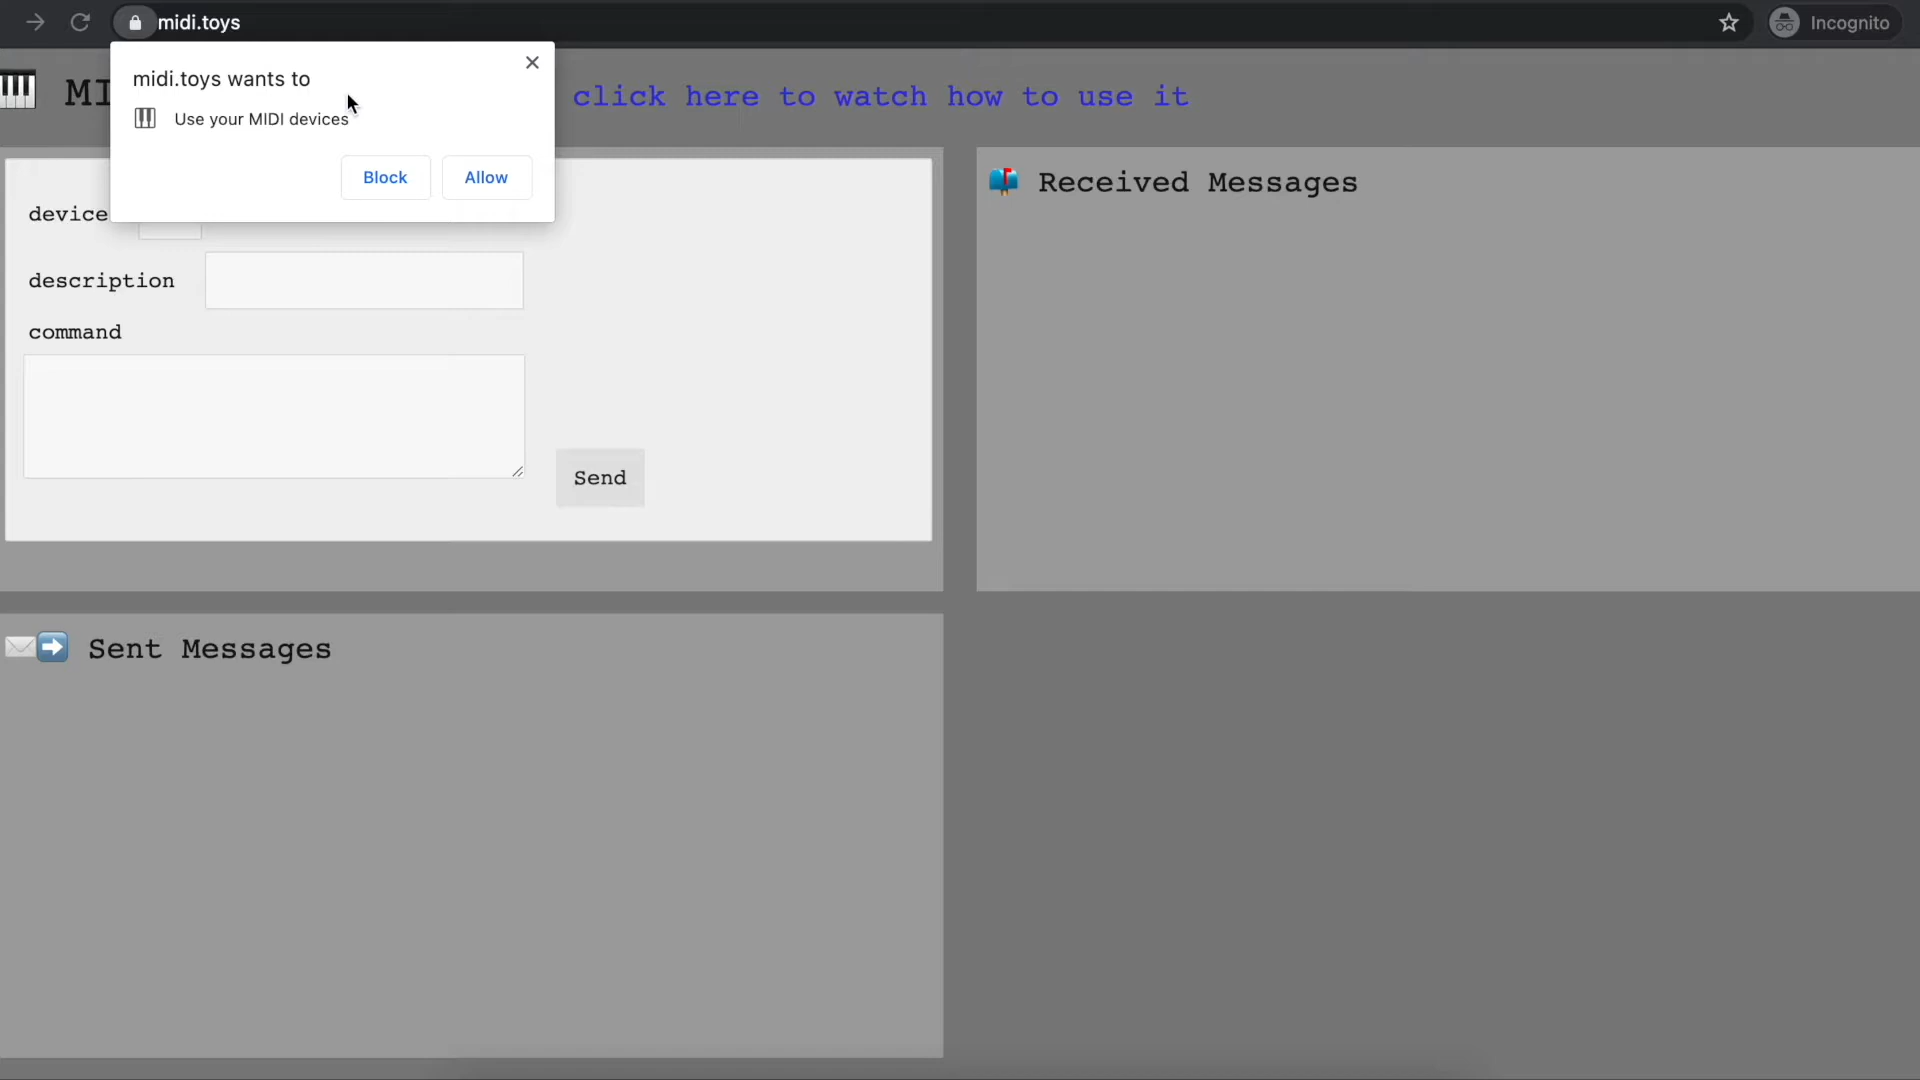 midi.toys
Incognito
midi.toys wants to
Use your MIDI devices
Block
Allow
click here to watch how to use it
device
description
command
Send
Received Messages
Sent Messages